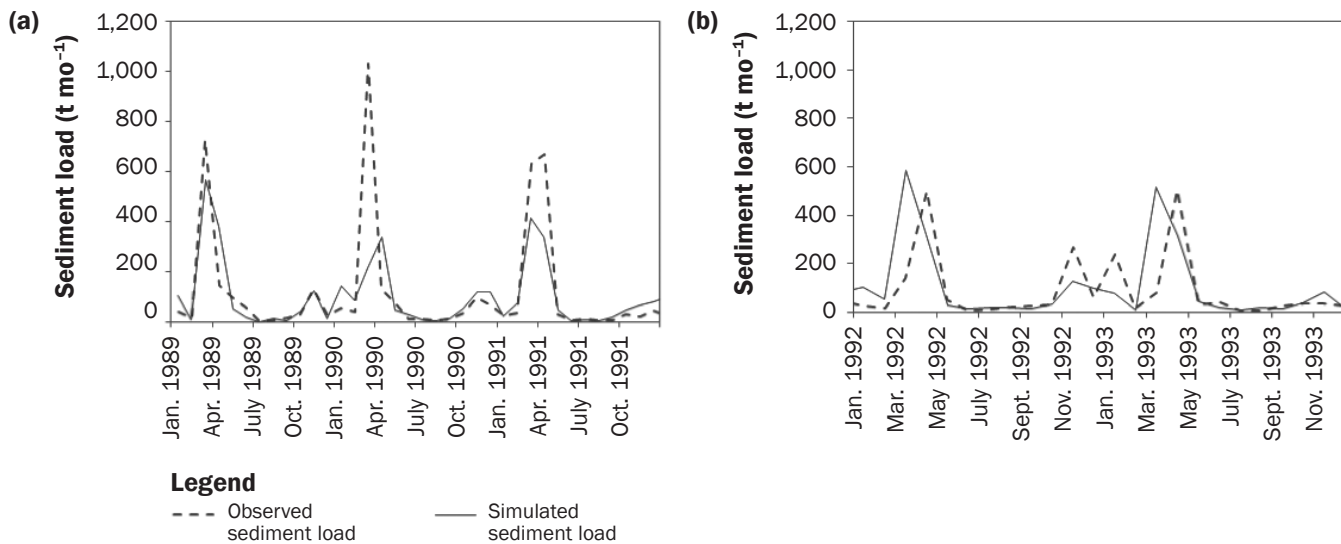 (a)
Sediment load (t mo⁻¹)
1,200
1,000
800
600
400
200
0
Jan. 1989
Apr. 1989
July 1989
Oct. 1989
Jan. 1990
Apr. 1990
July 1990
Oct. 1990
Jan. 1991
Apr. 1991
July 1991
Oct. 1991
(b)
Sediment load (t mo⁻¹)
1,200
1,000
800
600
400
200
0
Jan. 1992
Mar. 1992
May 1992
July 1992
Sept. 1992
Nov. 1992
Jan. 1993
Mar. 1993
May 1993
July 1993
Sept. 1993
Nov. 1993
Legend
Observed
sediment load
Simulated
sediment load